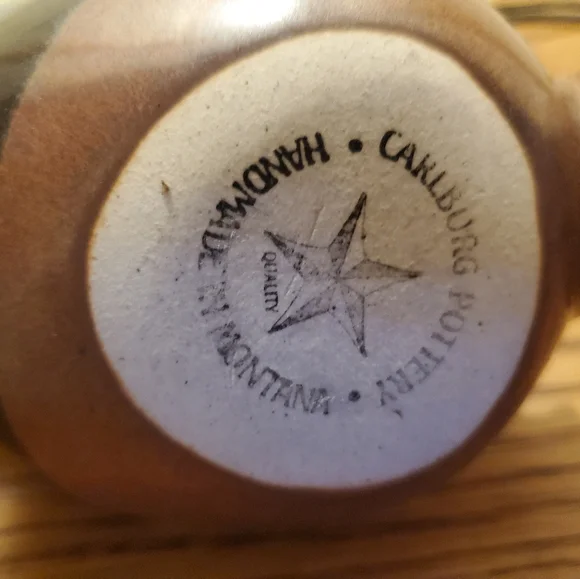 CARLBURG POTTERY
HANDMADE IN MONTANA
QUALITY